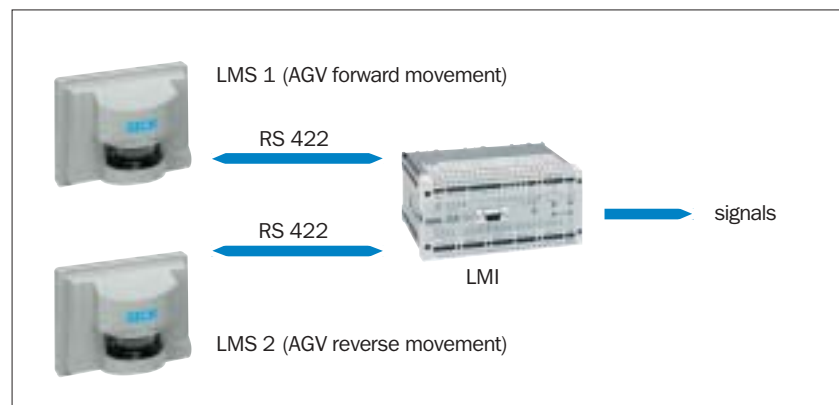 LMS 1 (AGV forward movement)
RS 422
signals
RS 422
LMI
LMS 2 (AGV reverse movement)